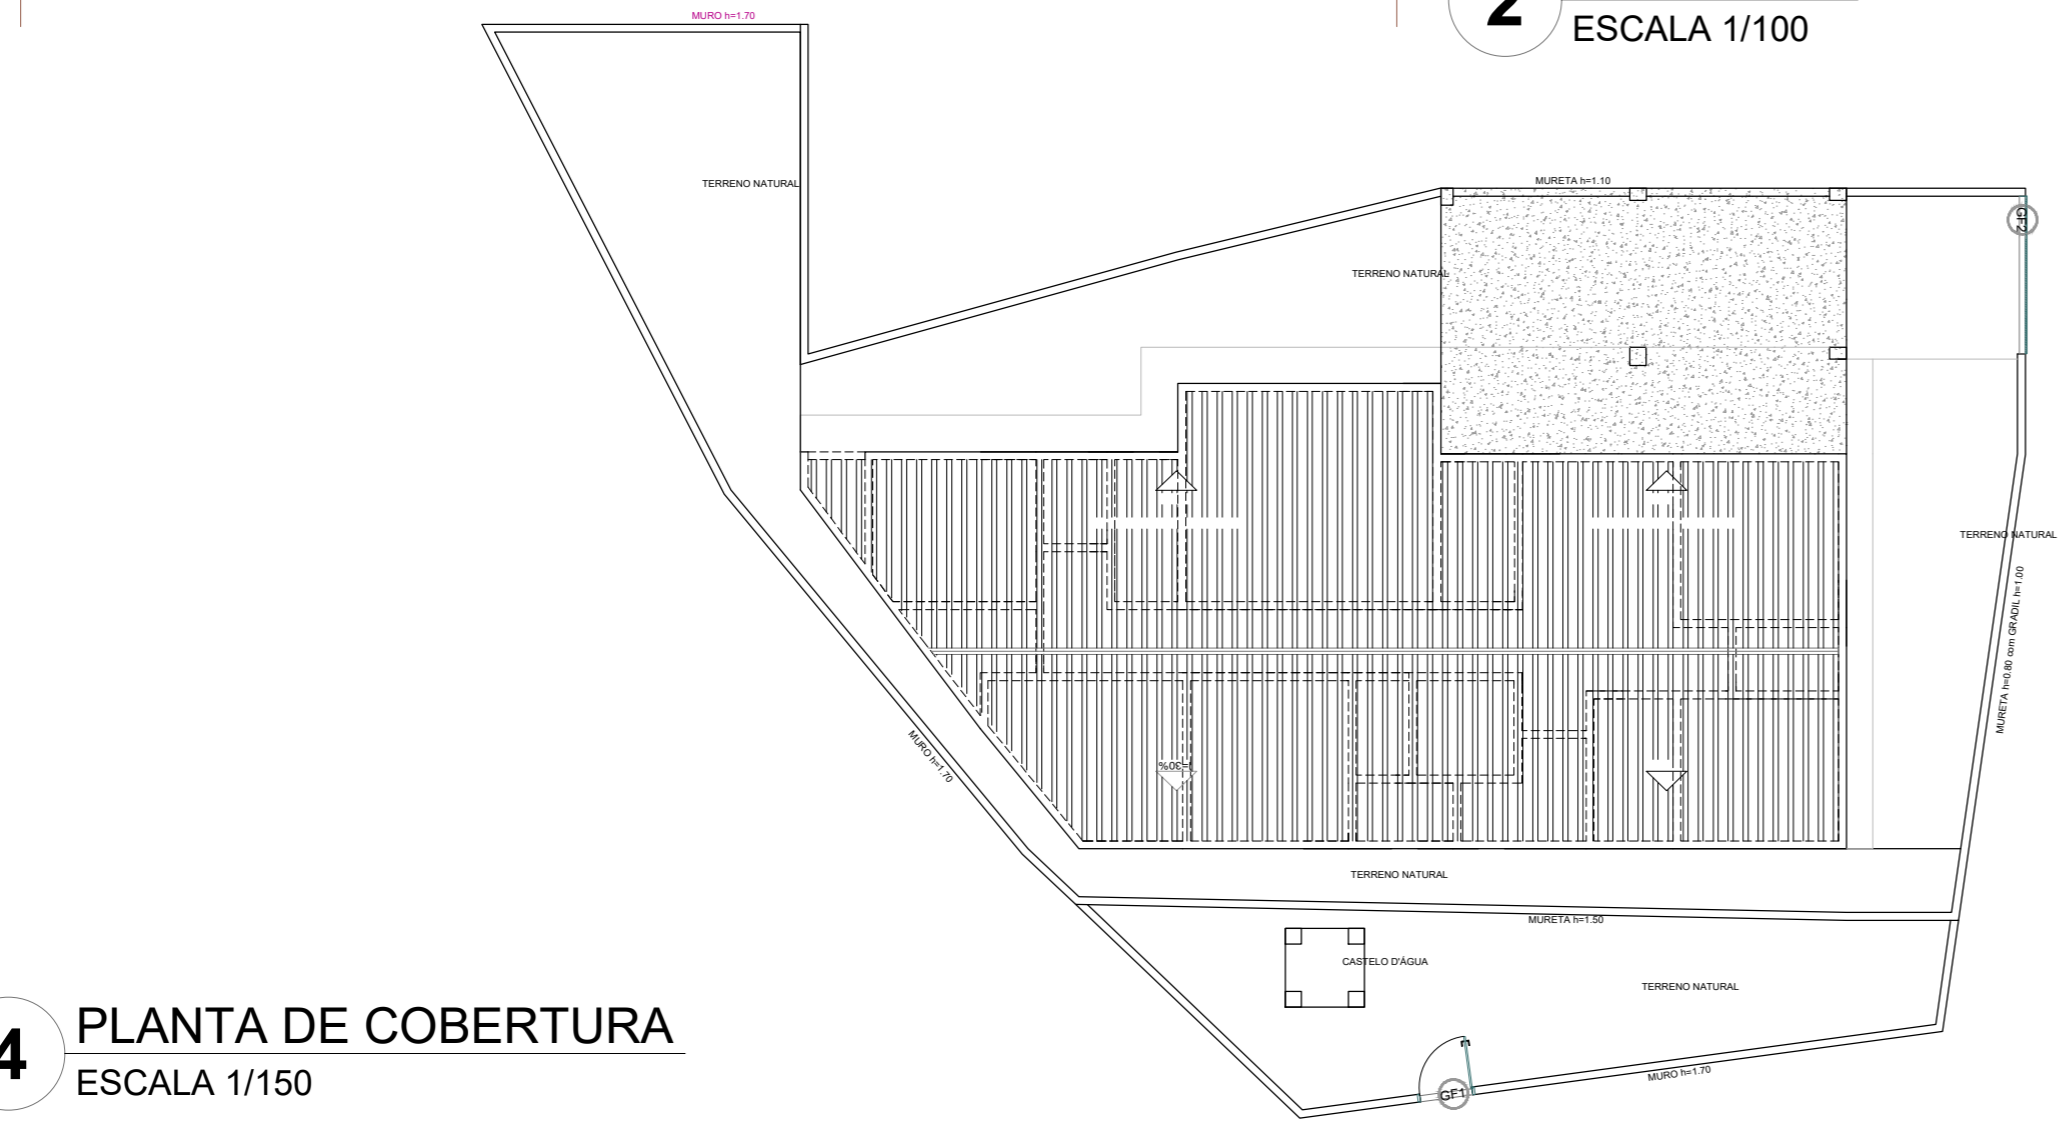 MURO h=1.70
2
ESCALA 1/100
TERRENO NATURAL
MURETA h=1.10
GF2
TERRENO NATURAL
TERRENO NATURAL
MURETA h=0.80 com GRADIL h=1.00
MURO h=1.70
=30%
TERRENO NATURAL
MURETA h=1.50
CASTELO D'ÁGUA
TERRENO NATURAL
4
PLANTA DE COBERTURA
ESCALA 1/150
GF1
MURO h=1.70